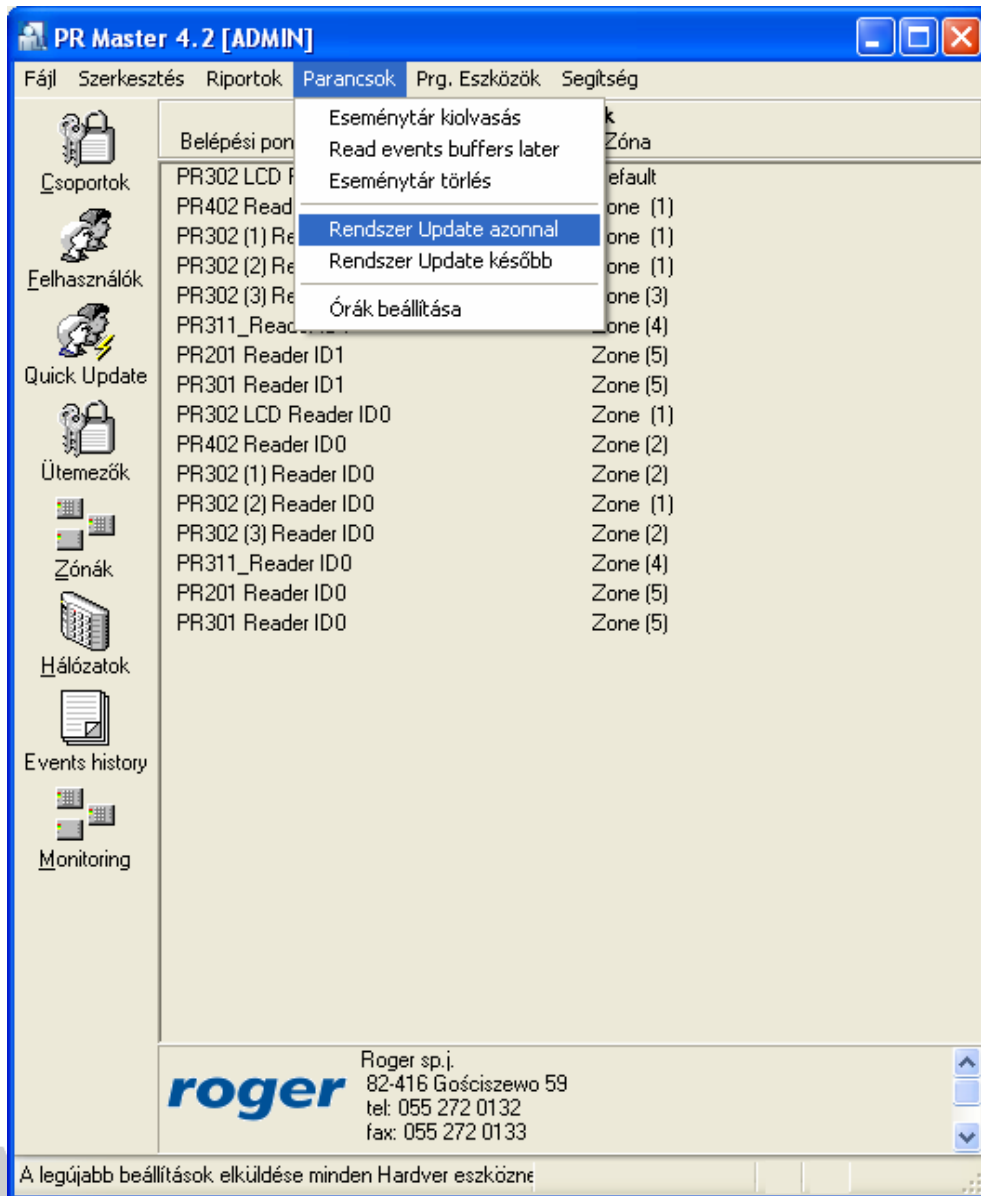 PR Master 4.2 [ADMIN]
Fájl Szerkesztés Riportok Parancsok Prg. Eszközök Segítség
Eseménytár kiolvasás
Read events buffers later
Eseménytár törlés
Rendszer Update azonnal
Rendszer Update később
Órák beállítása
Csoportok
Felhasználók
Quick Update
Ütemezők
Zónák
Hálózatok
Events history
Monitoring
Belépési pon Zóna
PR302 LCD efault
PR402 Read one (1)
PR302 (1) Re one (1)
PR302 (2) Re one (1)
PR302 (3) Re one (3)
PR311_Read Zone (4)
PR201 Reader ID1 Zone (5)
PR301 Reader ID1 Zone (5)
PR302 LCD Reader ID0 Zone (1)
PR402 Reader ID0 Zone (2)
PR302 (1) Reader ID0 Zone (2)
PR302 (2) Reader ID0 Zone (1)
PR302 (3) Reader ID0 Zone (2)
PR311_Reader ID0 Zone (4)
PR201 Reader ID0 Zone (5)
PR301 Reader ID0 Zone (5)
roger
Roger sp.j.
82-416 Gościszewo 59
tel: 055 272 0132
fax: 055 272 0133
A legújabb beállítások elküldése minden Hardver eszközne